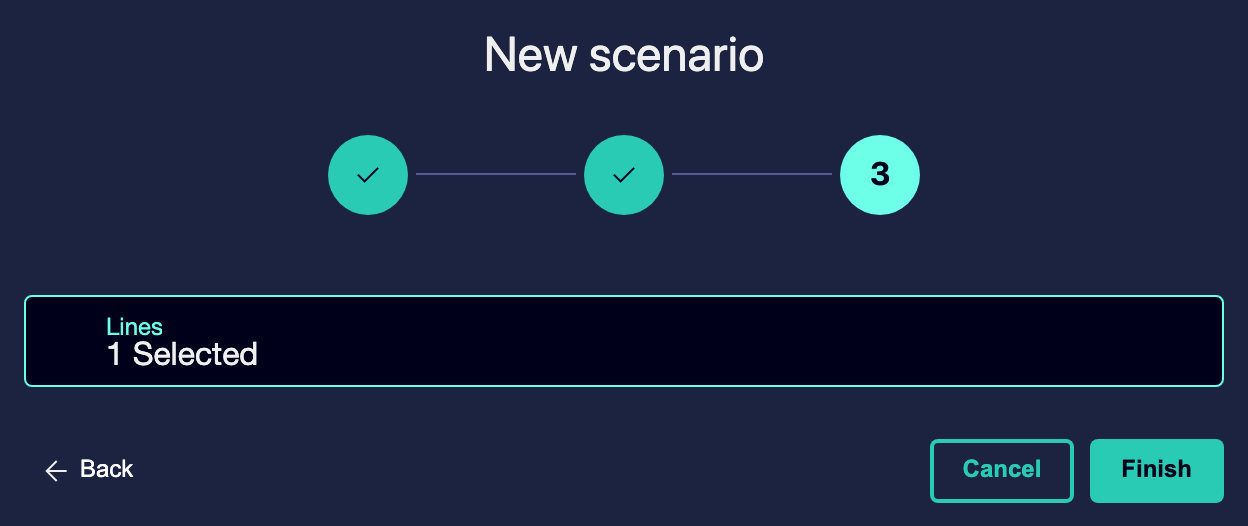 New scenario
3
Lines
1 Selected
Back
Cancel
Finish